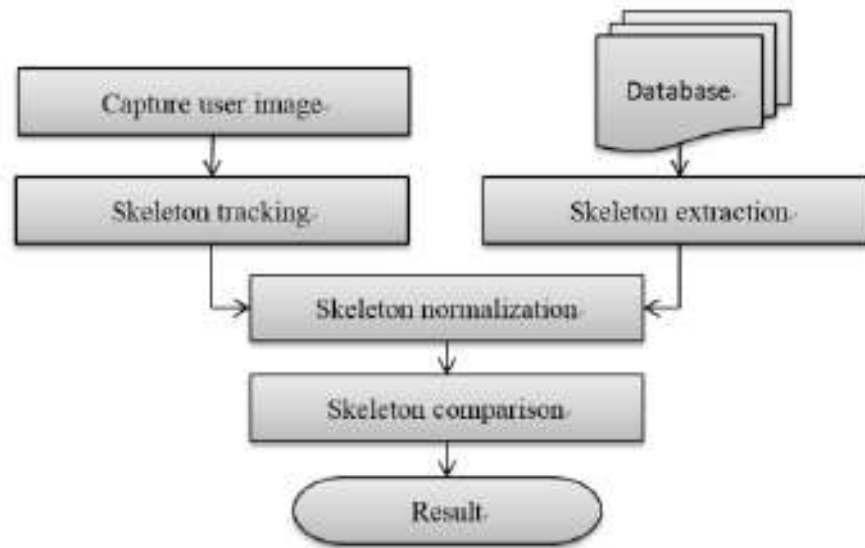 Capture user image
Database
Skeleton tracking
Skeleton extraction
Skeleton normalization
Skeleton comparison
Result